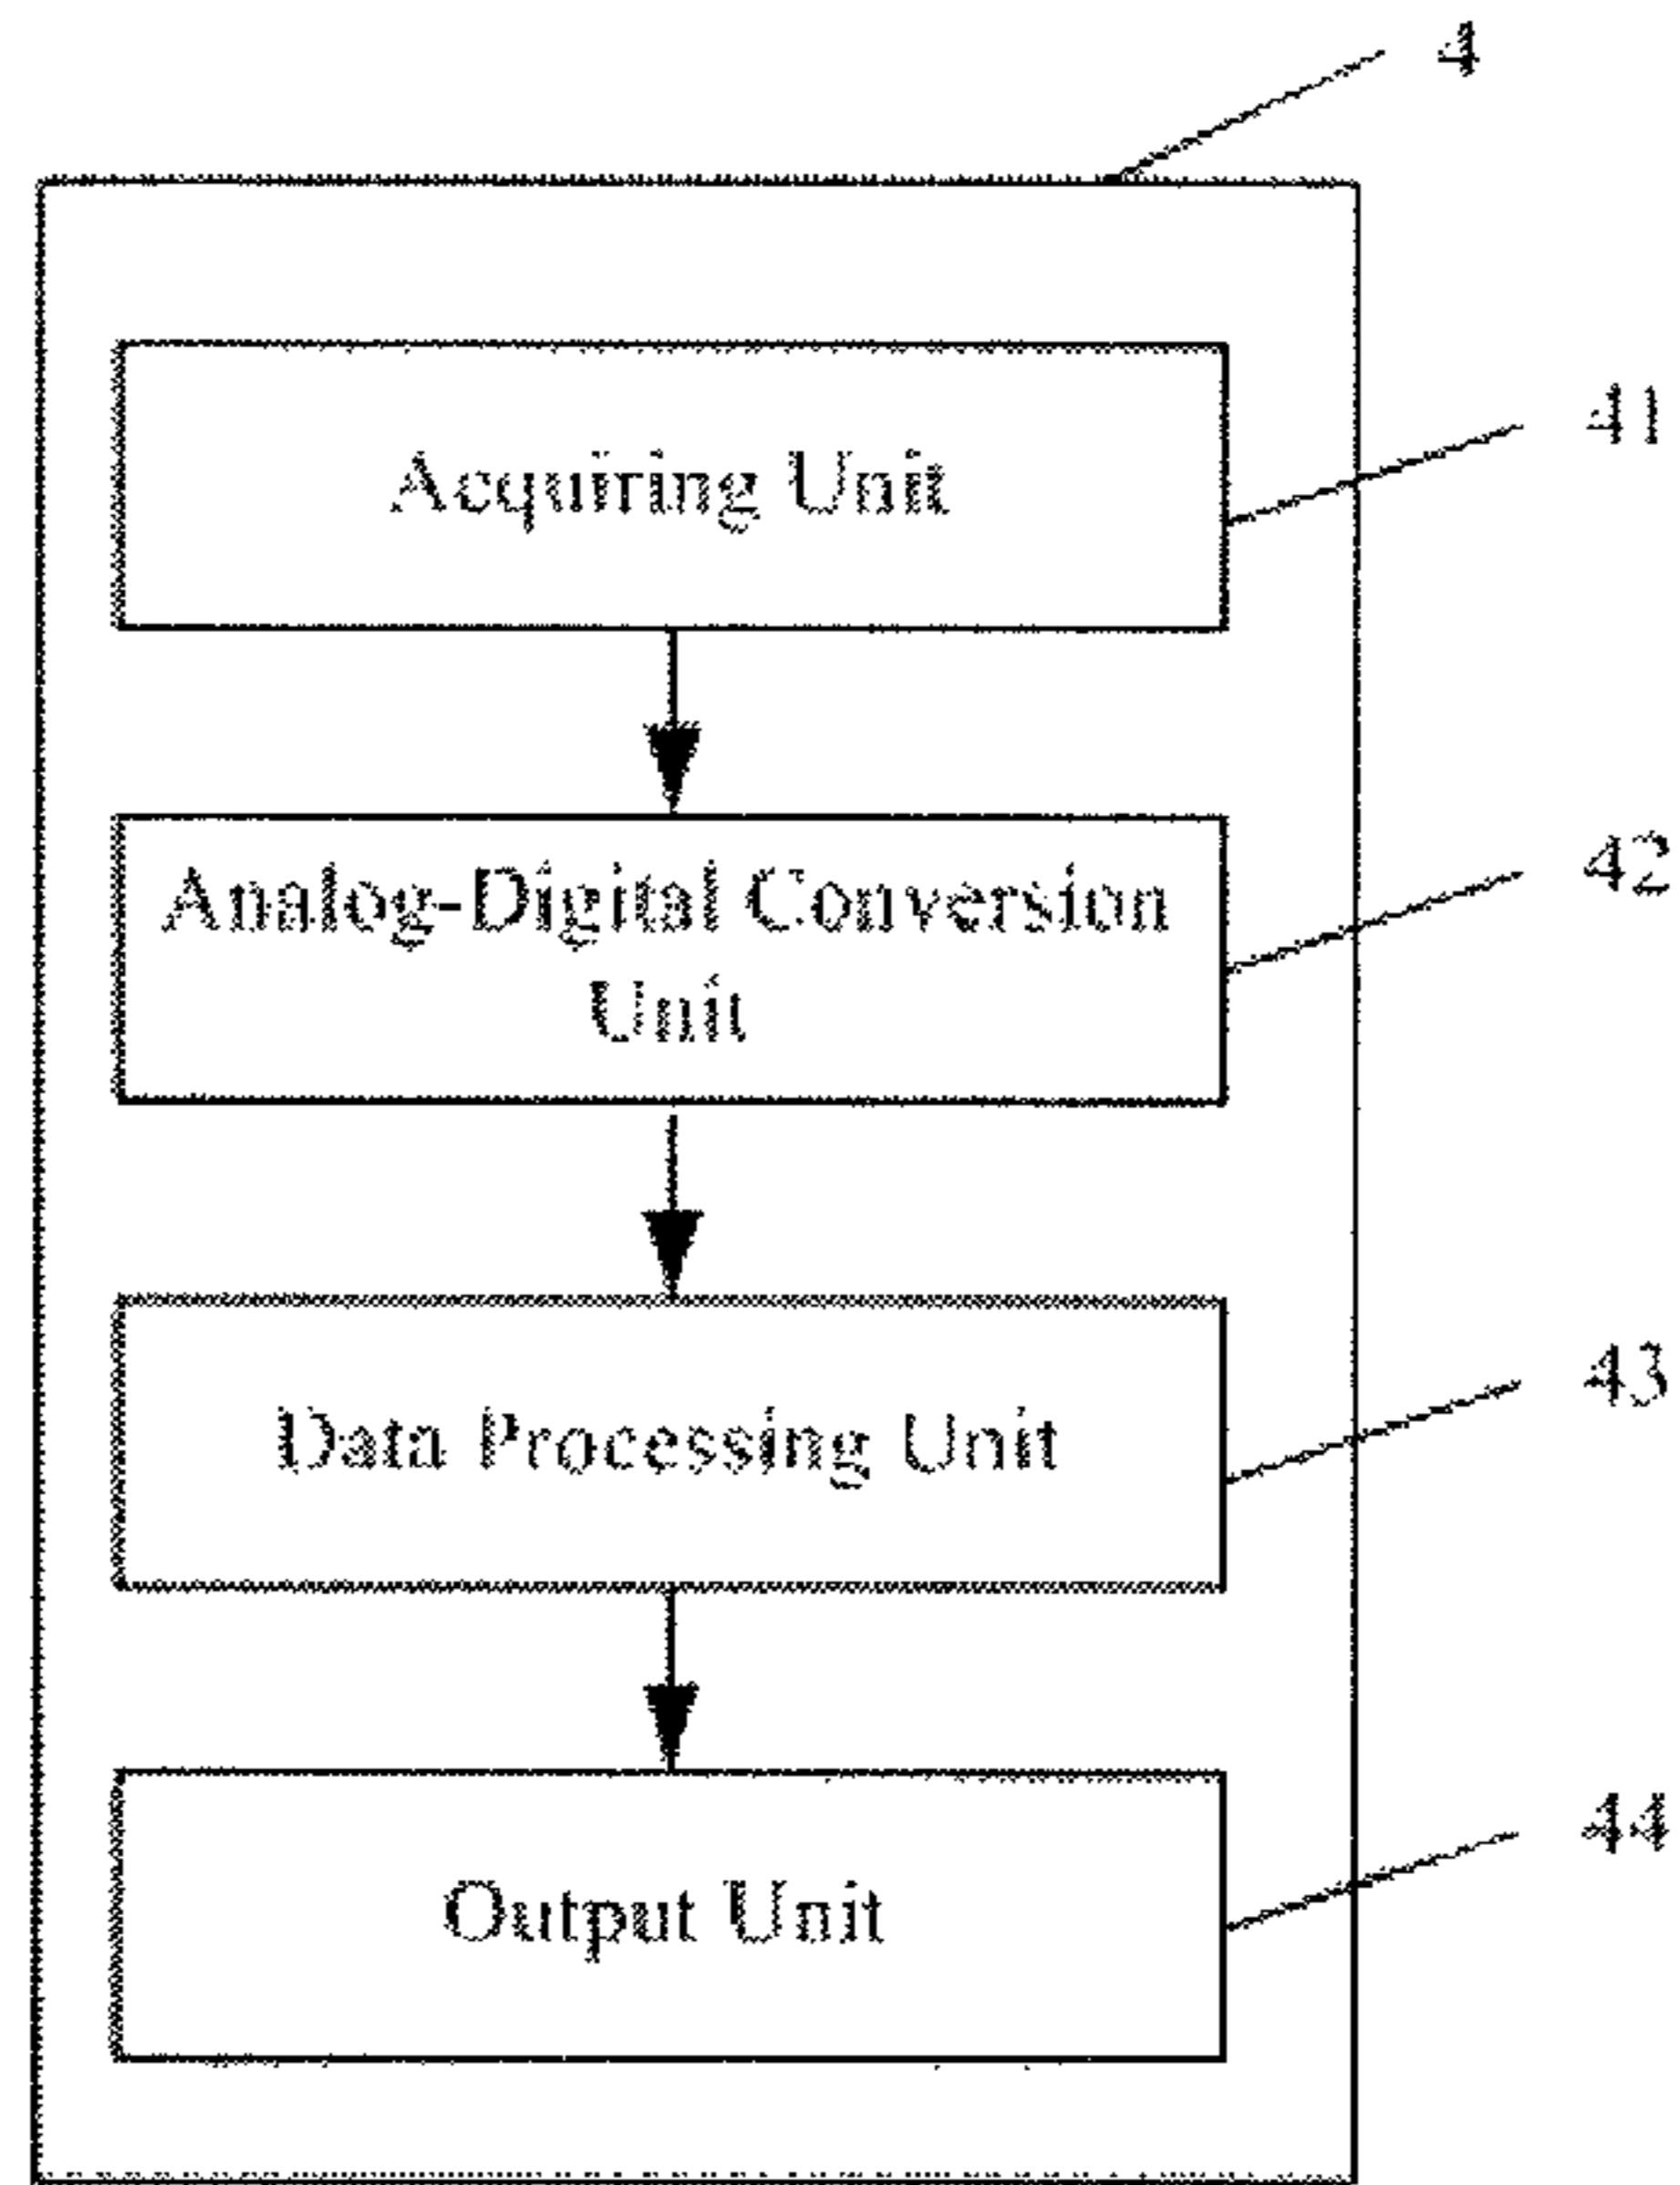 4
Acquiring Unit
41
Analog-Digital Conversion
Unit
42
Data Processing Unit
43
Output Unit
44